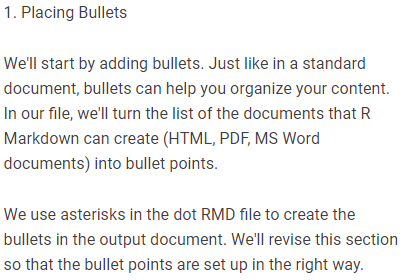 1. Placing Bullets
We'll start by adding bullets. Just like in a standard
document, bullets can help you organize your content.
In our file, we'll turn the list of the documents that R
Markdown can create (HTML, PDF, MS Word
documents) into bullet points.
We use asterisks in the dot RMD file to create the
bullets in the output document. We'll revise this section
so that the bullet points are set up in the right way.